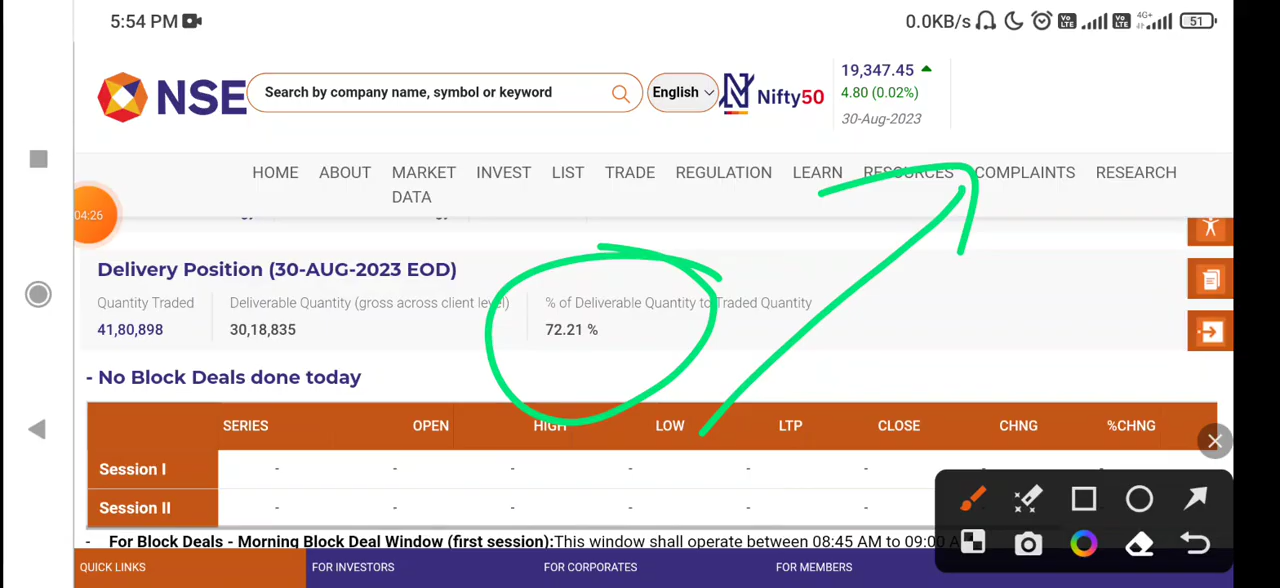 5:54 PM
0.0KB/s
Vo LTE
Vo LTE
4G+
51
NSE
Search by company name, symbol or keyword
English
Nifty50
19,347.45
4.80 (0.02%)
30-Aug-2023
HOME ABOUT MARKET DATA INVEST LIST TRADE REGULATION LEARN RESOURCES COMPLAINTS RESEARCH
04:26
Delivery Position (30-AUG-2023 EOD)
Quantity Traded Deliverable Quantity (gross across client level) % of Deliverable Quantity to Traded Quantity
41,80,898 30,18,835 72.21 %
- No Block Deals done today
SERIES OPEN HIGH LOW LTP CLOSE CHNG %CHNG
Session I - - - - - - - -
Session II - - - - - - -
- For Block Deals - Morning Block Deal Window (first session):This window shall operate between 08:45 AM to 09:00 A
QUICK LINKS FOR INVESTORS FOR CORPORATES FOR MEMBERS